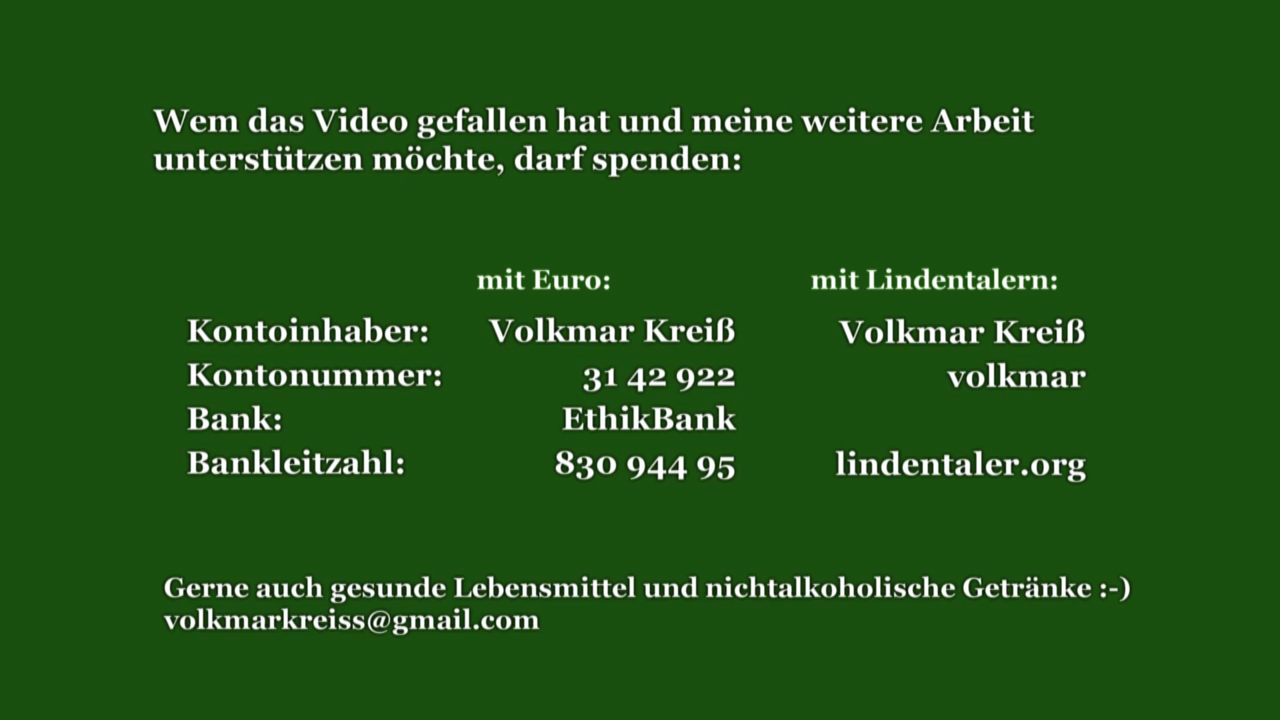 Wem das Video gefallen hat und meine weitere Arbeit
unterstützen möchte, darf spenden:
mit Euro: mit Lindentalern:
Kontoinhaber: Volkmar Kreiß Volkmar Kreiß
Kontonummer: 31 42 922 volkmar
Bank: EthikBank
Bankleitzahl: 830 944 95 lindentaler.org
Gerne auch gesunde Lebensmittel und nichtalkoholische Getränke :-)
volkmarkreiss@gmail.com